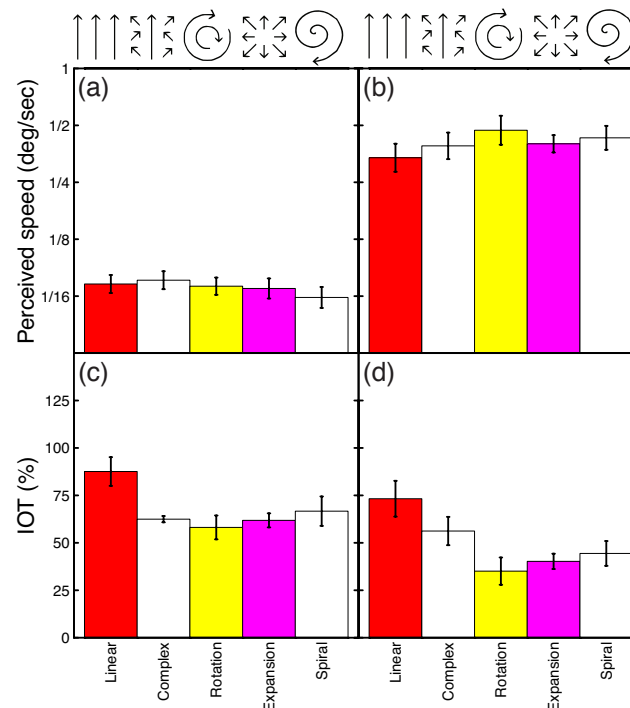 (a)
(b)
Perceived speed (deg/sec)
1
1/2
1/4
1/8
1/16
(c)
(d)
IOT (%)
125
100
75
50
25
0
Linear
Complex
Rotation
Expansion
Spiral
Linear
Complex
Rotation
Expansion
Spiral